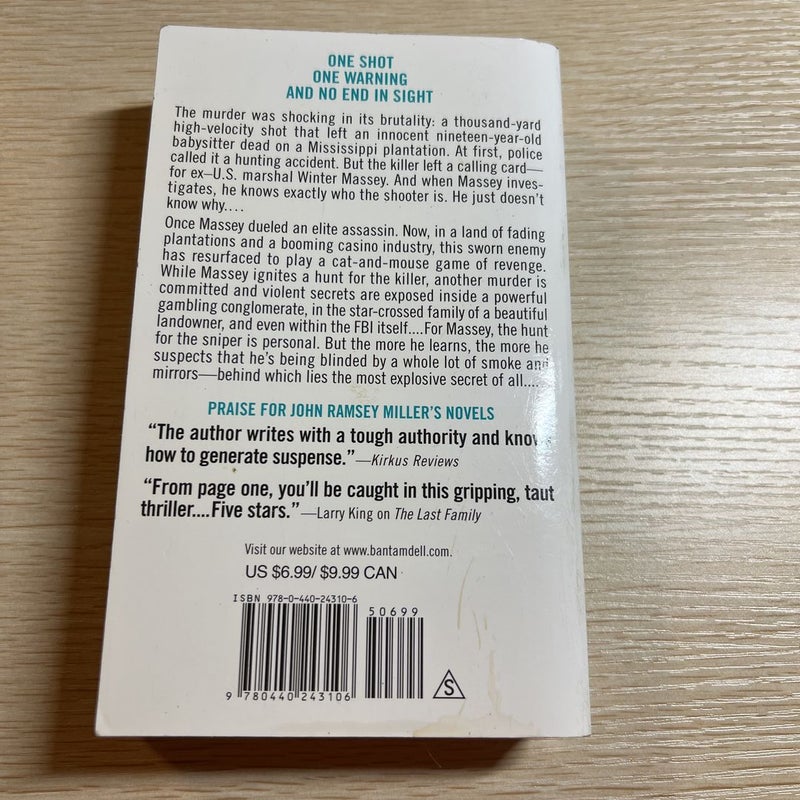 ONE SHOT
ONE WARNING
AND NO END IN SIGHT
The murder was shocking in its brutality: a thousand-yard
high-velocity shot that left an innocent nineteen-year-old
babysitter dead on a Mississippi plantation. At first, police
called it a hunting accident. But the killer left a calling card—
for ex–U.S. marshal Winter Massey. And when Massey inves-
tigates, he knows exactly who the shooter is. He just doesn't
know why....
Once Massey dueled an elite assassin. Now, in a land of fading
plantations and a booming casino industry, this sworn enemy
has resurfaced to play a cat-and-mouse game of revenge.
While Massey ignites a hunt for the killer, another murder is
committed and violent secrets are exposed inside a powerful
gambling conglomerate, in the star-crossed family of a beautiful
landowner, and even within the FBI itself....For Massey, the hunt
for the sniper is personal. But the more he learns, the more he
suspects that he's being blinded by a whole lot of smoke and
mirrors—behind which lies the most explosive secret of all....
PRAISE FOR JOHN RAMSEY MILLER'S NOVELS
“The author writes with a tough authority and knows
how to generate suspense.”—Kirkus Reviews
“From page one, you'll be caught in this gripping, taut
thriller....Five stars.”—Larry King on The Last Family
Visit our website at www.bantamdell.com.
US $6.99/ $9.99 CAN
ISBN 978-0-440-24310-6
50699
9 780440 243106
S